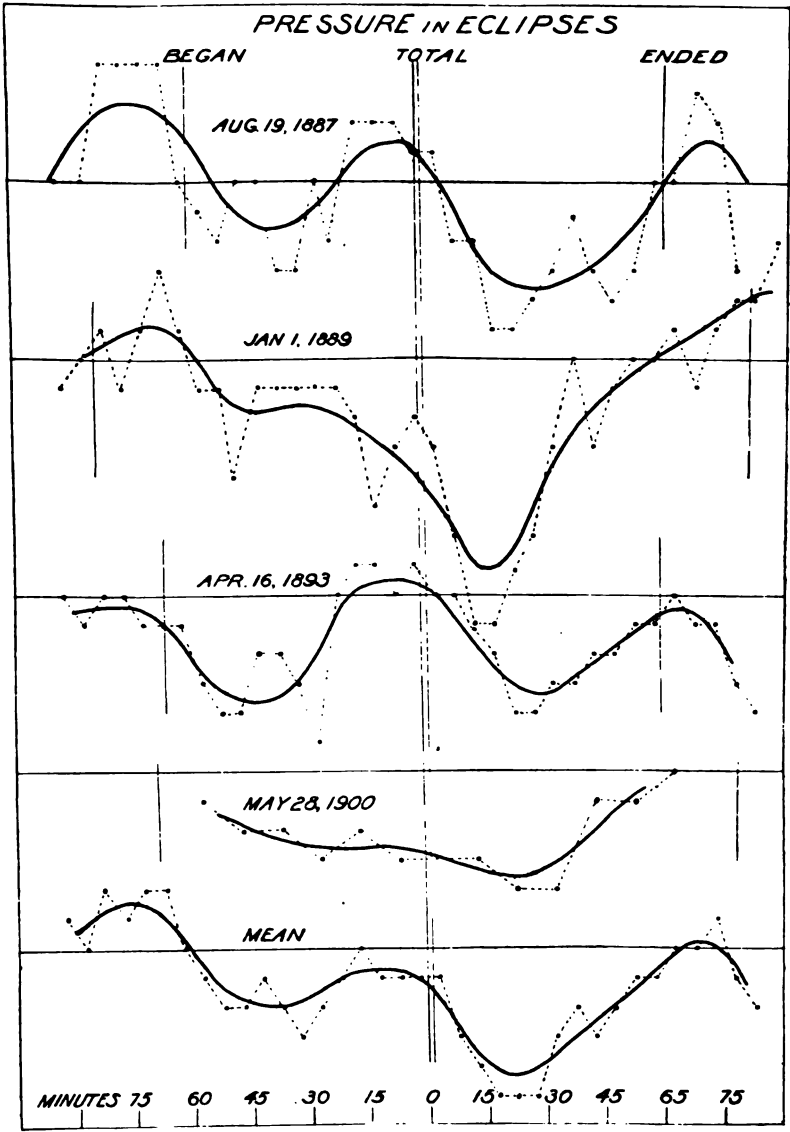 PRESSURE IN ECLIPSES
BEGAN TOTAL ENDED
AUG. 19, 1887
JAN 1, 1889
APR. 16, 1893
MAY 28, 1900
MEAN
MINUTES 75 60 45 30 15 0 15 30 45 65 75